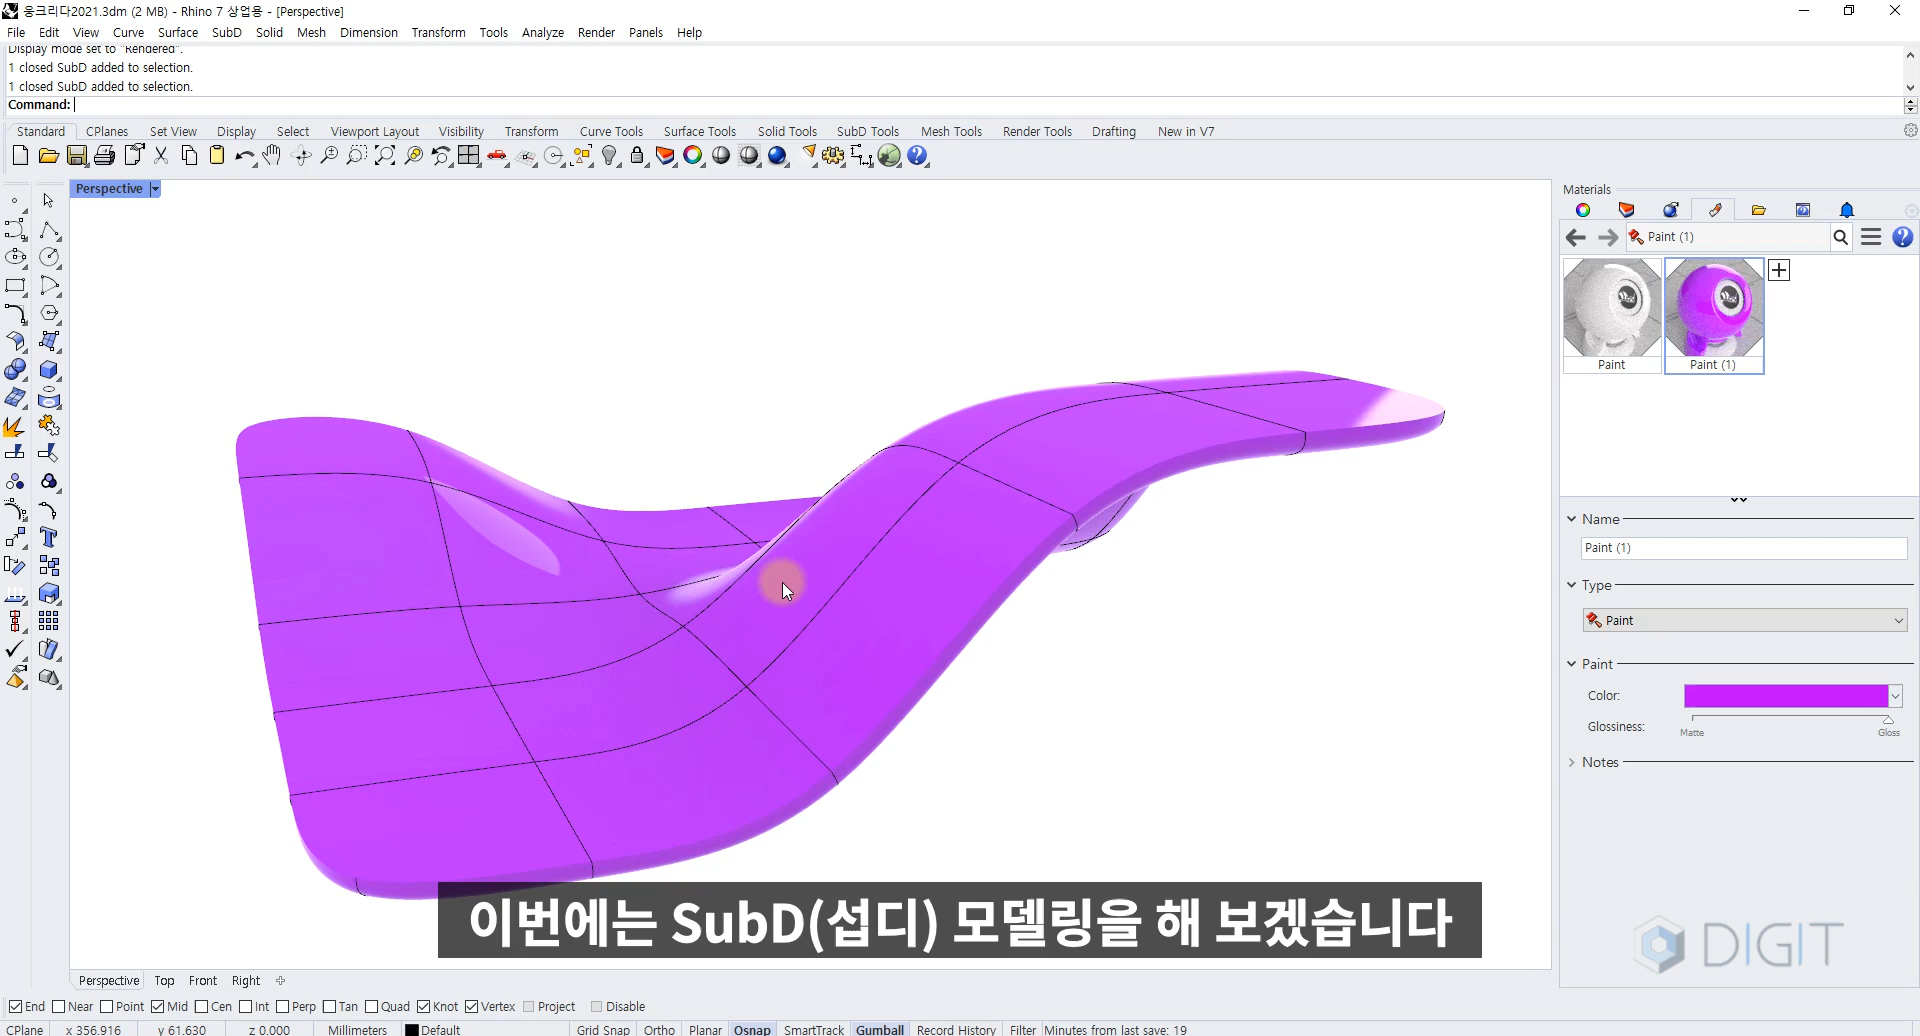 웅크리다2021.3dm (2 MB) - Rhino 7 상업용 - [Perspective]
File Edit View Curve Surface SubD Solid Mesh Dimension Transform Tools Analyze Render Panels Help
Display mode set to "Rendered".
1 closed SubD added to selection.
1 closed SubD added to selection.
Command:
Standard CPlanes Set View Display Select Viewport Layout Visibility Transform Curve Tools Surface Tools Solid Tools SubD Tools Mesh Tools Render Tools Drafting New in V7
Perspective
Materials
Paint (1)
Paint Paint (1)
Name
Paint (1)
Type
Paint
Paint
Color:
Glossiness:
Matte Gloss
Notes
이번에는 SubD(섭디) 모델링을 해 보겠습니다
DIGIT
Perspective Top Front Right
End Near Point Mid Cen Int Perp Tan Quad Knot Vertex Project Disable
CPlane x 356.916 y 61.630 z 0.000 Millimeters Default Grid Snap Ortho Planar Osnap SmartTrack Gumball Record History Filter Minutes from last save: 19